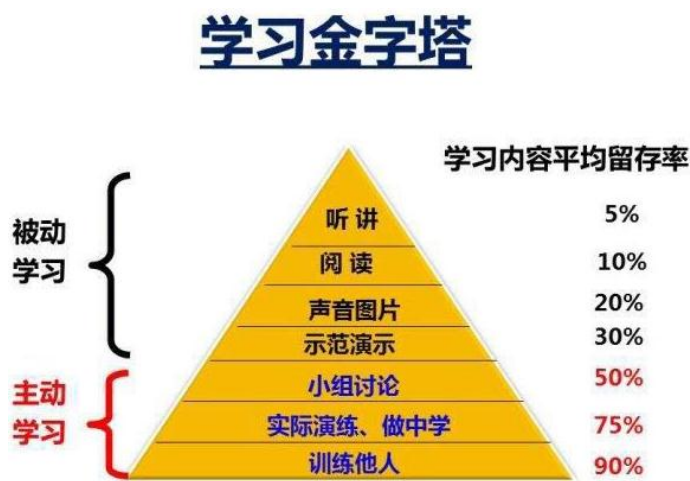 学习金字塔
学习内容平均留存率
被动
学习
听 讲
5%
阅 读
10%
声音图片
20%
示范演示
30%
主动
学习
小组讨论
50%
实际演练、做中学
75%
训练他人
90%